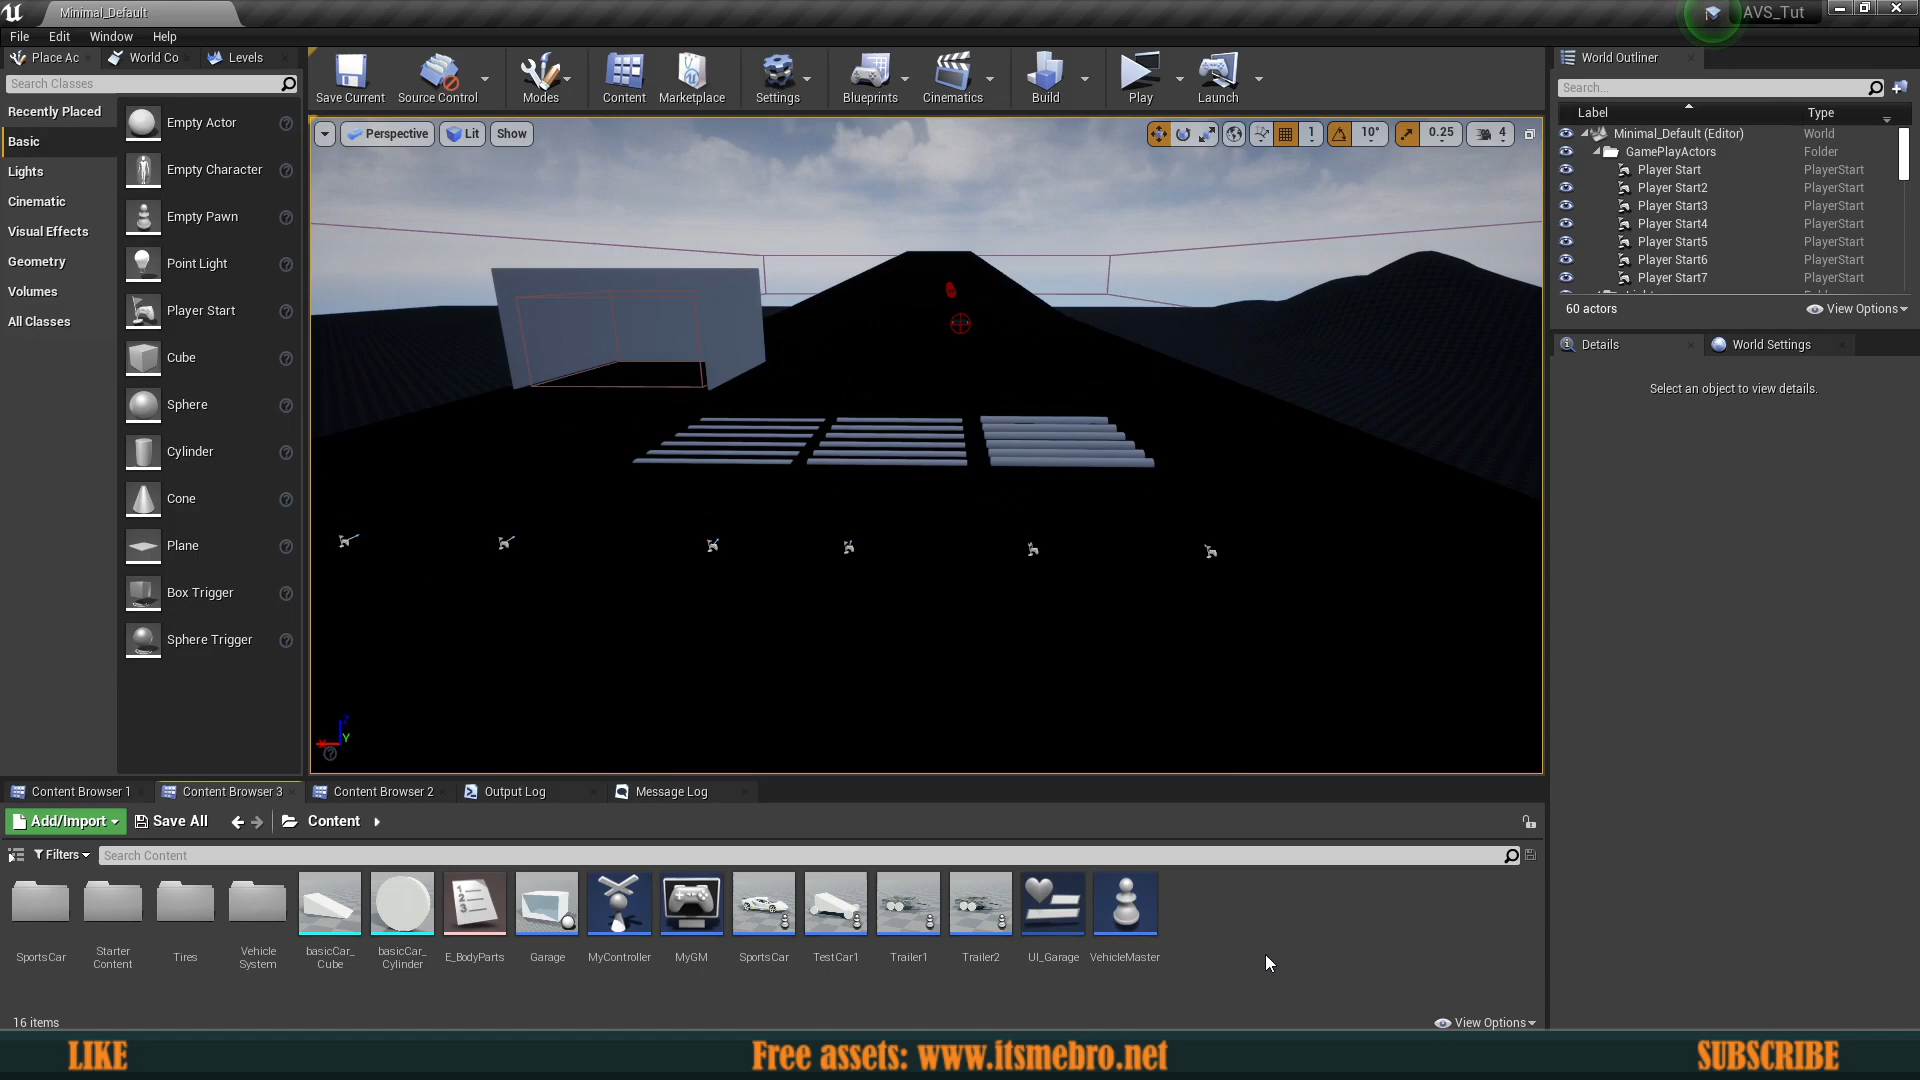 Minimal_Default
AVS_Tut
File Edit Window Help
Place Ac World Co Levels
Search Classes
Recently Placed
Basic
Lights
Cinematic
Visual Effects
Geometry
Volumes
All Classes
Empty Actor
Empty Character
Empty Pawn
Point Light
Player Start
Cube
Sphere
Cylinder
Cone
Plane
Box Trigger
Sphere Trigger
Save Current Source Control Modes Content Marketplace Settings Blueprints Cinematics Build Play Launch
Perspective Lit Show
1 10° 0.25 4
Z
X Y
World Outliner
Search...
Label Type
Minimal_Default (Editor) World
GamePlayActors Folder
Player Start PlayerStart
Player Start2 PlayerStart
Player Start3 PlayerStart
Player Start4 PlayerStart
Player Start5 PlayerStart
Player Start6 PlayerStart
Player Start7 PlayerStart
60 actors View Options
Details World Settings
Select an object to view details.
Content Browser 1 Content Browser 3 Content Browser 2 Output Log Message Log
Add/Import Save All Content
Filters Search Content
SportsCar
Starter
Content
Tires
Vehicle
System
basicCar_
Cube
basicCar_
Cylinder
E_BodyParts
Garage
MyController
MyGM
SportsCar
TestCar1
Trailer1
Trailer2
UI_Garage
VehicleMaster
16 items View Options
LIKE Free assets: www.itsmebro.net SUBSCRIBE